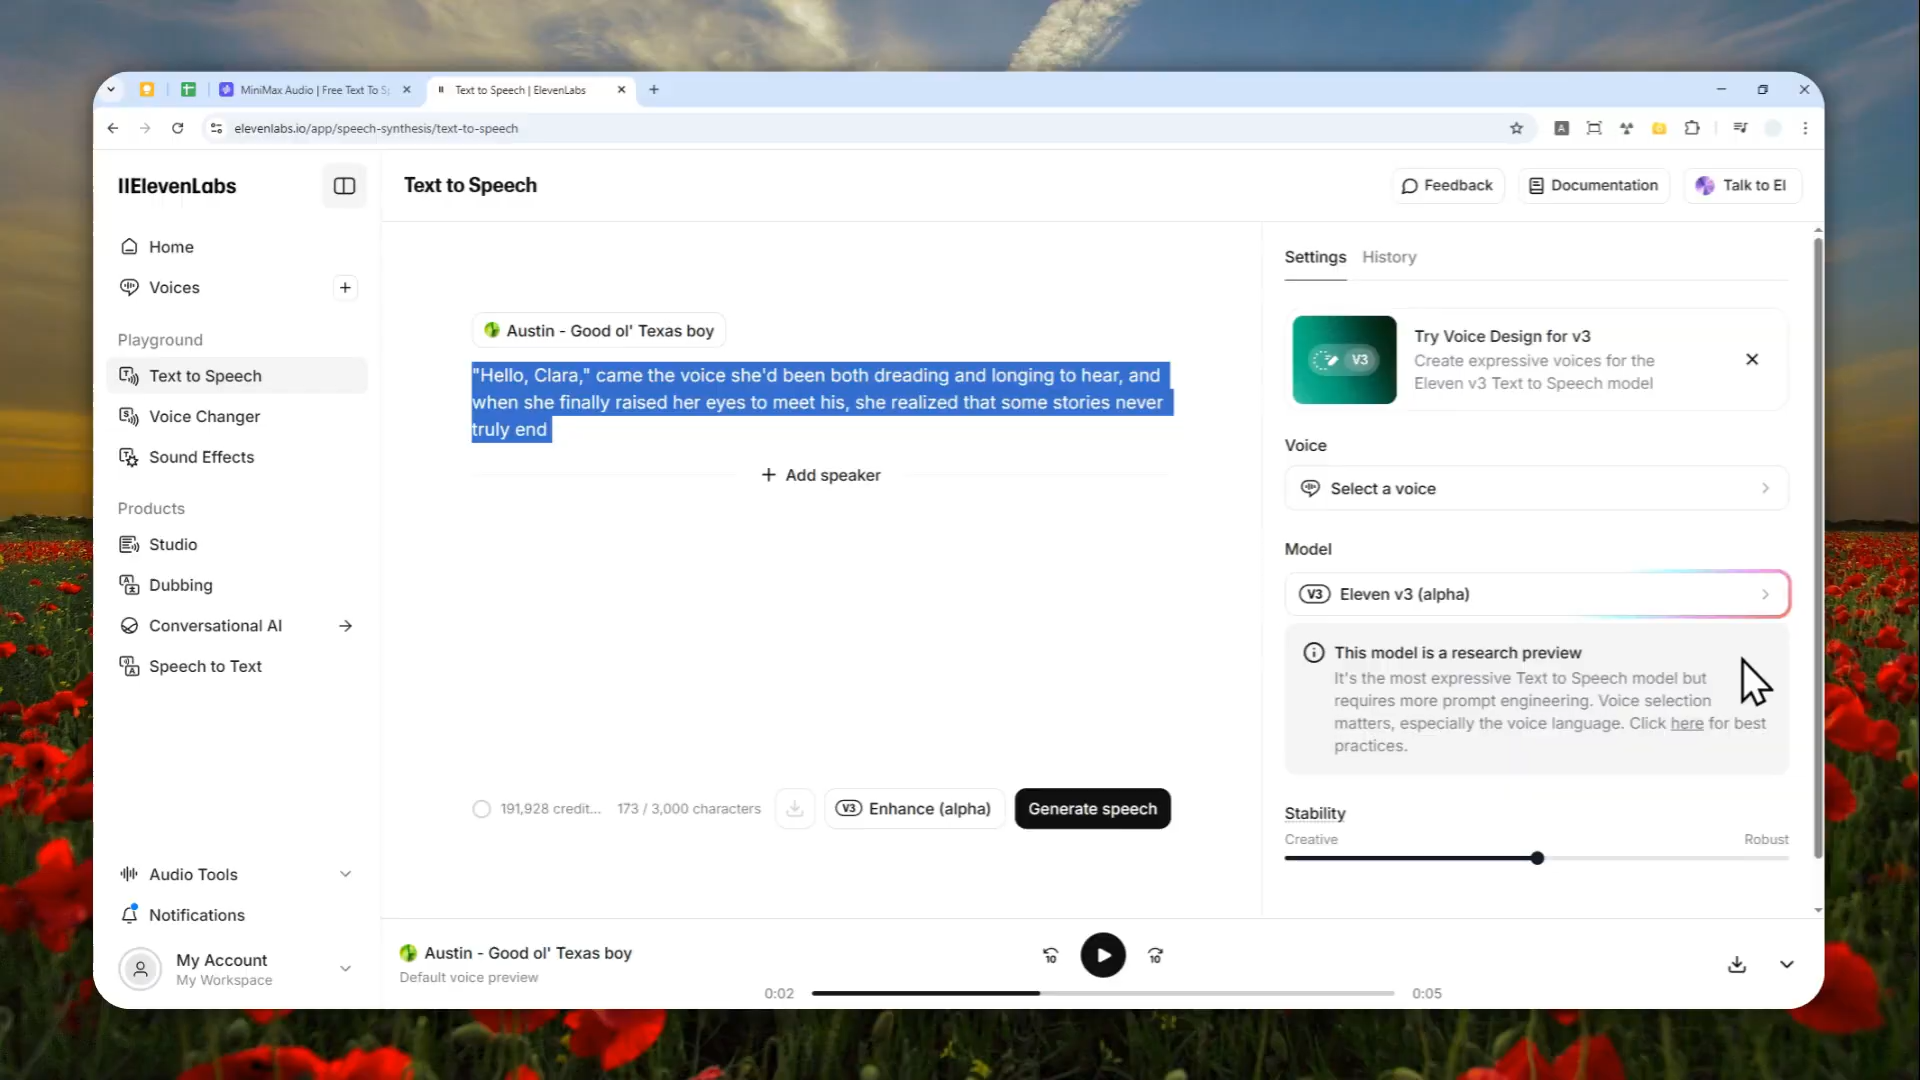 MiniMax Audio | Free Text To S
Text to Speech | ElevenLabs
elevenlabs.io/app/speech-synthesis/text-to-speech
A
IIElevenLabs
Text to Speech
Feedback
Documentation
Talk to El
Home
Voices
Playground
Text to Speech
Voice Changer
Sound Effects
Products
Studio
Dubbing
Conversational AI
Speech to Text
Audio Tools
Notifications
My Account
My Workspace
Austin - Good ol' Texas boy
"Hello, Clara," came the voice she'd been both dreading and longing to hear, and
when she finally raised her eyes to meet his, she realized that some stories never
truly end
Add speaker
191,928 credit...
173 / 3,000 characters
V3 Enhance (alpha)
Generate speech
Settings
History
V3
Try Voice Design for v3
Create expressive voices for the
Eleven v3 Text to Speech model
Voice
Select a voice
Model
V3 Eleven v3 (alpha)
This model is a research preview
It's the most expressive Text to Speech model but
requires more prompt engineering. Voice selection
matters, especially the voice language. Click here for best
practices.
Stability
Creative
Robust
Austin - Good ol' Texas boy
Default voice preview
10
10
0:02
0:05